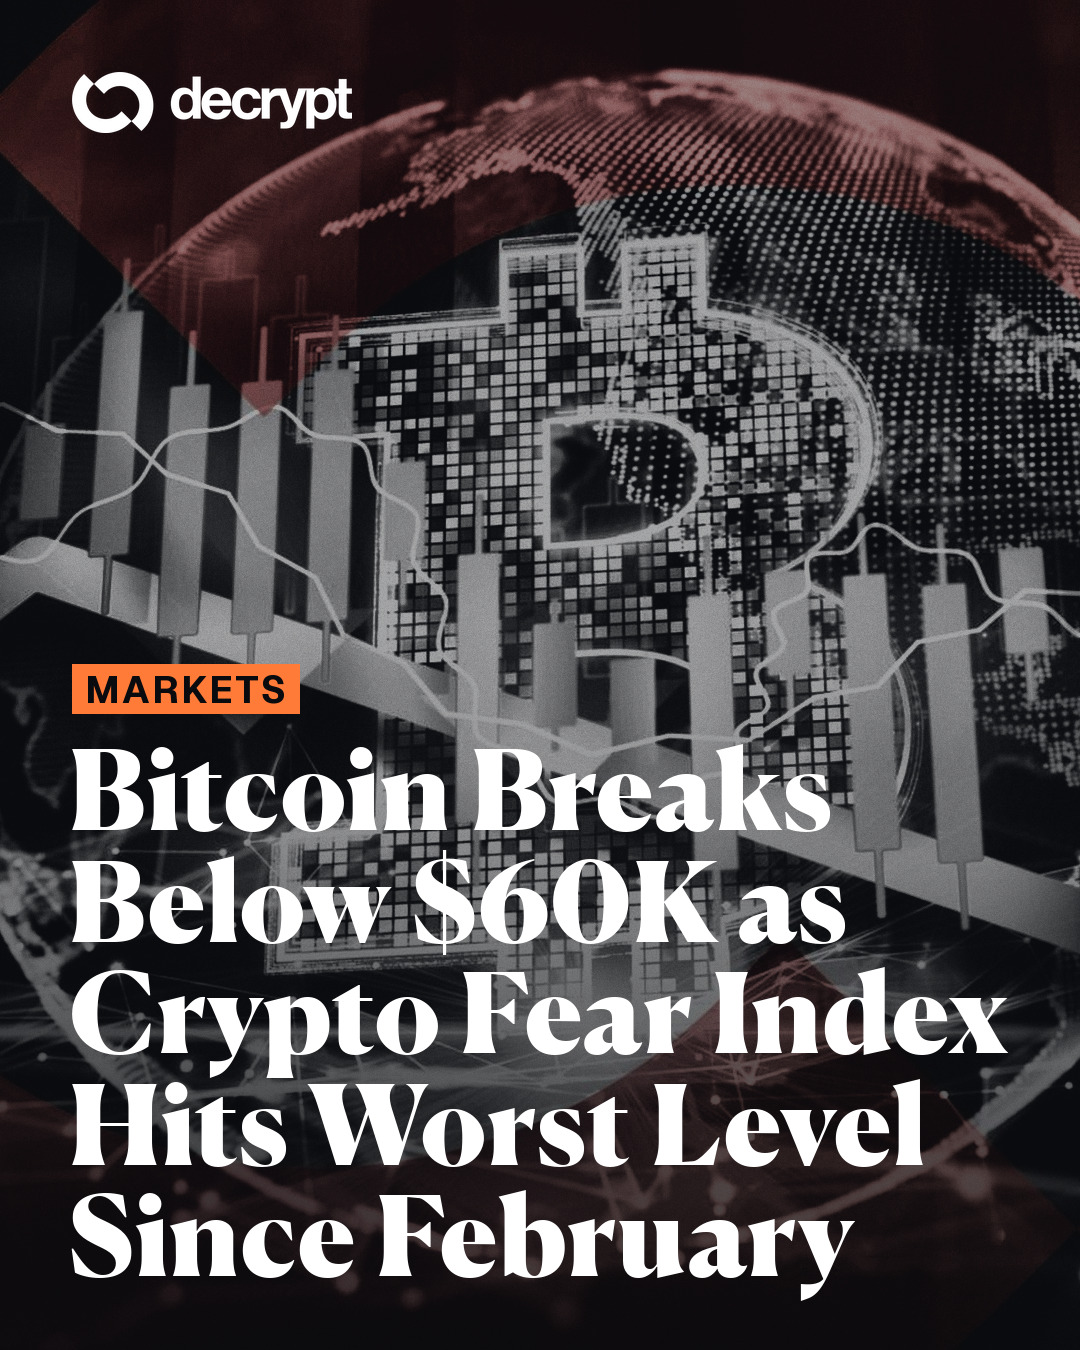 decrypt
MARKETS
Bitcoin Breaks
Below $60K as
Crypto Fear Index
Hits Worst Level
Since February